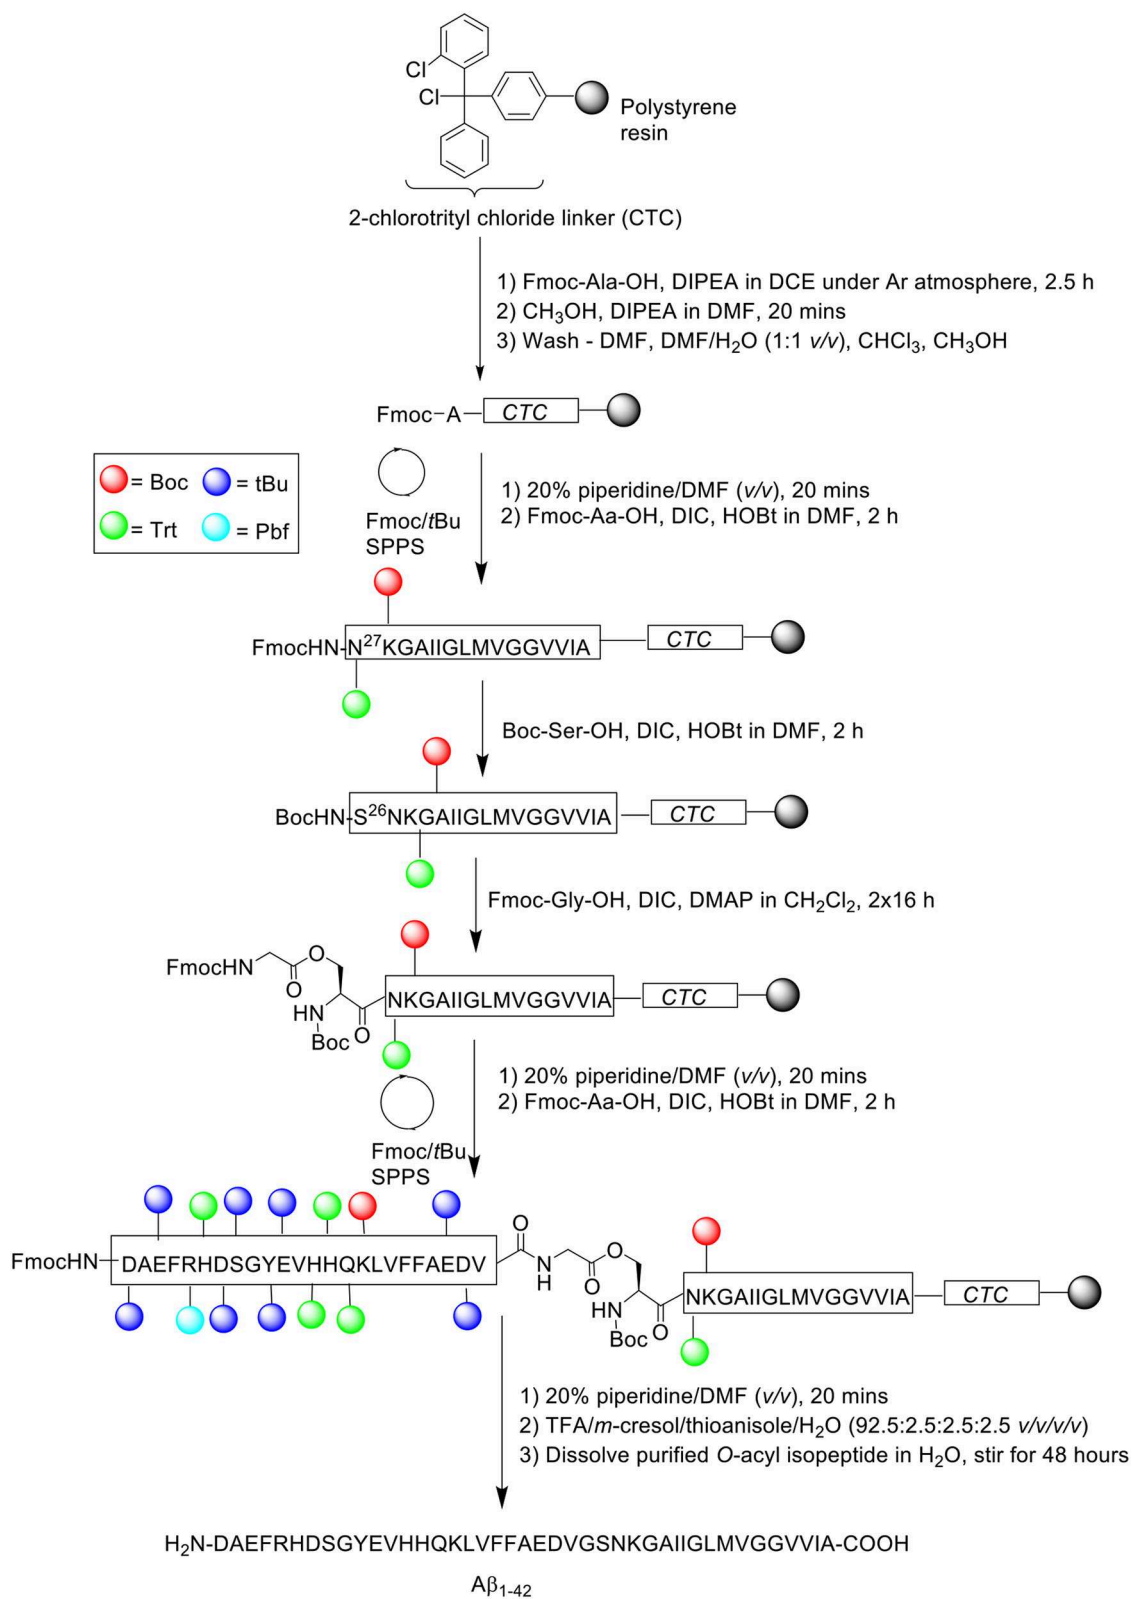 Cl
Cl
Polystyrene
resin
2-chlorotrityl chloride linker (CTC)
1) Fmoc-Ala-OH, DIPEA in DCE under Ar atmosphere, 2.5 h
2) CH₃OH, DIPEA in DMF, 20 mins
3) Wash - DMF, DMF/H₂O (1:1 v/v), CHCl₃, CH₃OH
Fmoc-A CTC
= Boc = tBu
= Trt = Pbf
Fmoc/tBu
SPPS
1) 20% piperidine/DMF (v/v), 20 mins
2) Fmoc-Aa-OH, DIC, HOBt in DMF, 2 h
FmocHN-N²⁷KGAIIGLMVGGVVIA CTC
Boc-Ser-OH, DIC, HOBt in DMF, 2 h
BocHN-S²⁶NKGAIIGLMVGGVVIA CTC
Fmoc-Gly-OH, DIC, DMAP in CH₂Cl₂, 2x16 h
FmocHN O O HN Boc O NKGAIIGLMVGGVVIA CTC
1) 20% piperidine/DMF (v/v), 20 mins
2) Fmoc-Aa-OH, DIC, HOBt in DMF, 2 h
Fmoc/tBu
SPPS
FmocHN DAEFRHDSGYEVHHQKLVFFAEDV O N H O O HN Boc O NKGAIIGLMVGGVVIA CTC
1) 20% piperidine/DMF (v/v), 20 mins
2) TFA/m-cresol/thioanisole/H₂O (92.5:2.5:2.5:2.5 v/v/v/v)
3) Dissolve purified O-acyl isopeptide in H₂O, stir for 48 hours
H₂N-DAEFRHDSGYEVHHQKLVFFAEDVGSNKGAIIGLMVGGVVIA-COOH
Aβ₁₋₄₂